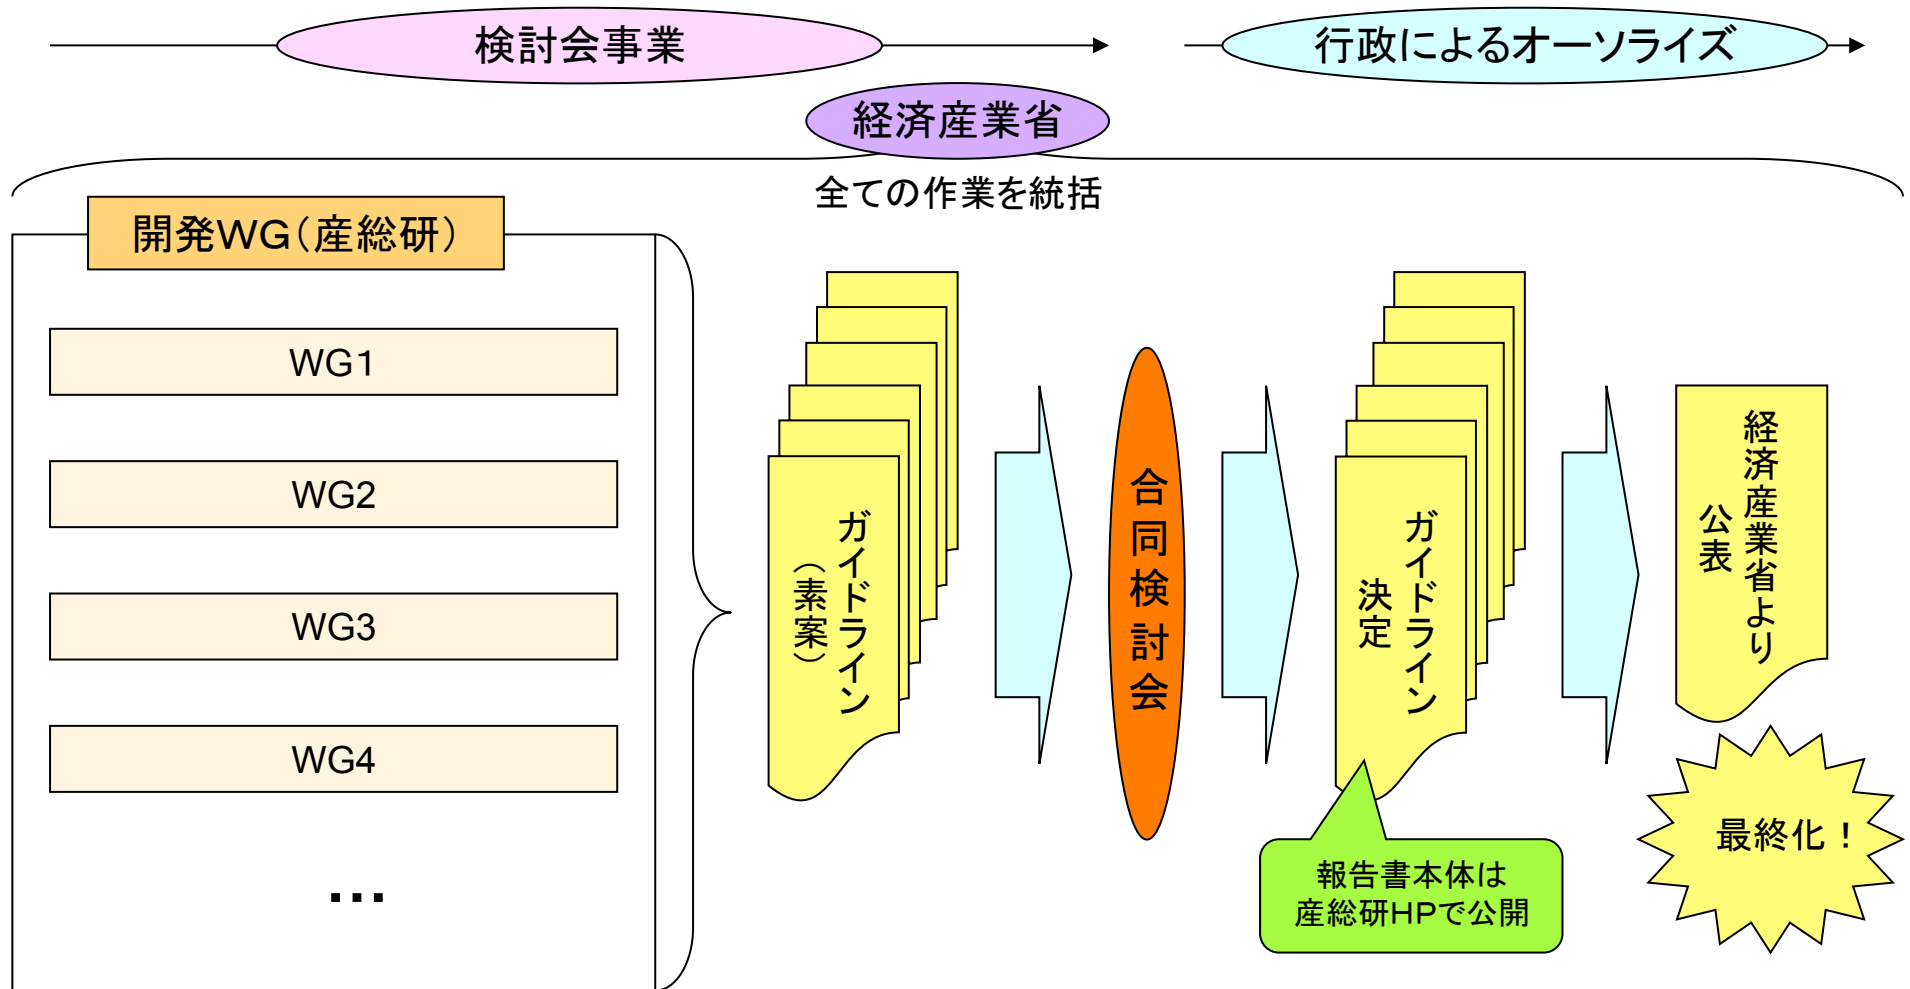 検討会事業
行政によるオーソライズ
経済産業省
全ての作業を統括
開発WG(産総研)
WG1
WG2
WG3
WG4
…
ガイドライン
(素案)
合同検討会
ガイドライン
決定
報告書本体は
産総研HPで公開
経済産業省より
公表
最終化!